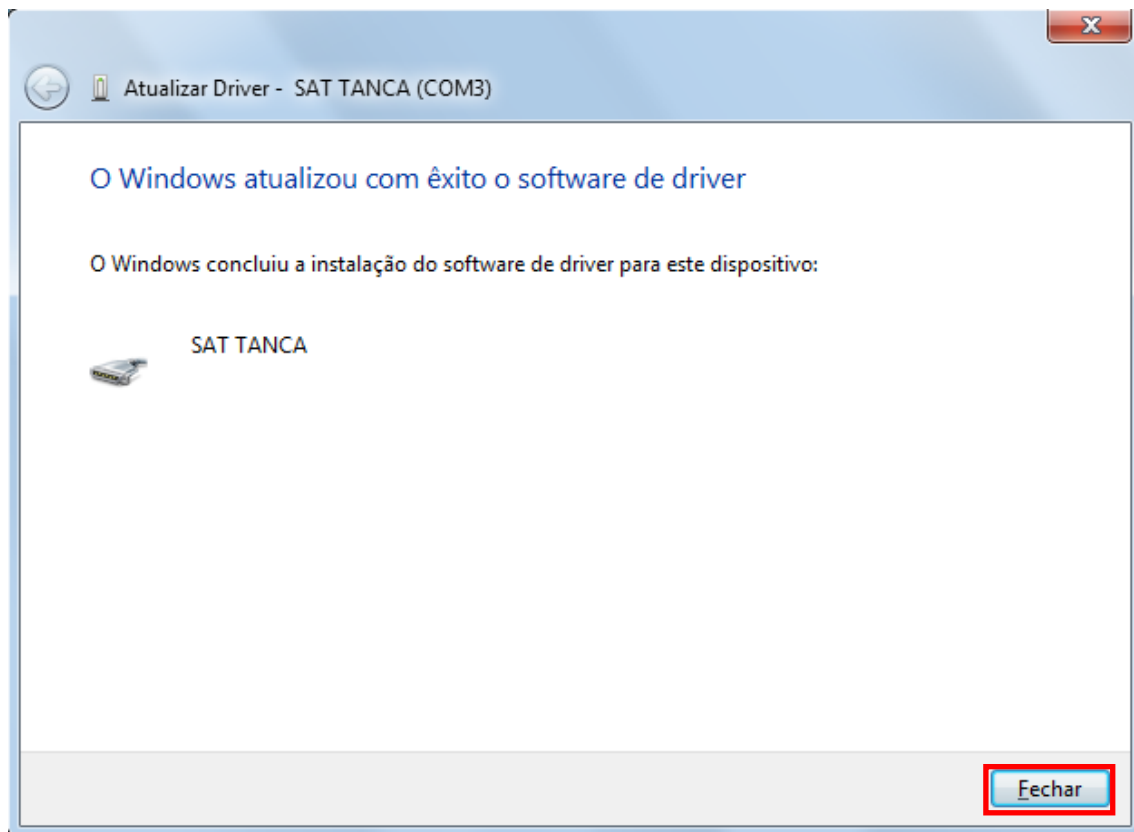 Atualizar Driver - SAT TANCA (COM3)
O Windows atualizou com êxito o software de driver
O Windows concluiu a instalação do software de driver para este dispositivo:
SAT TANCA
Fechar